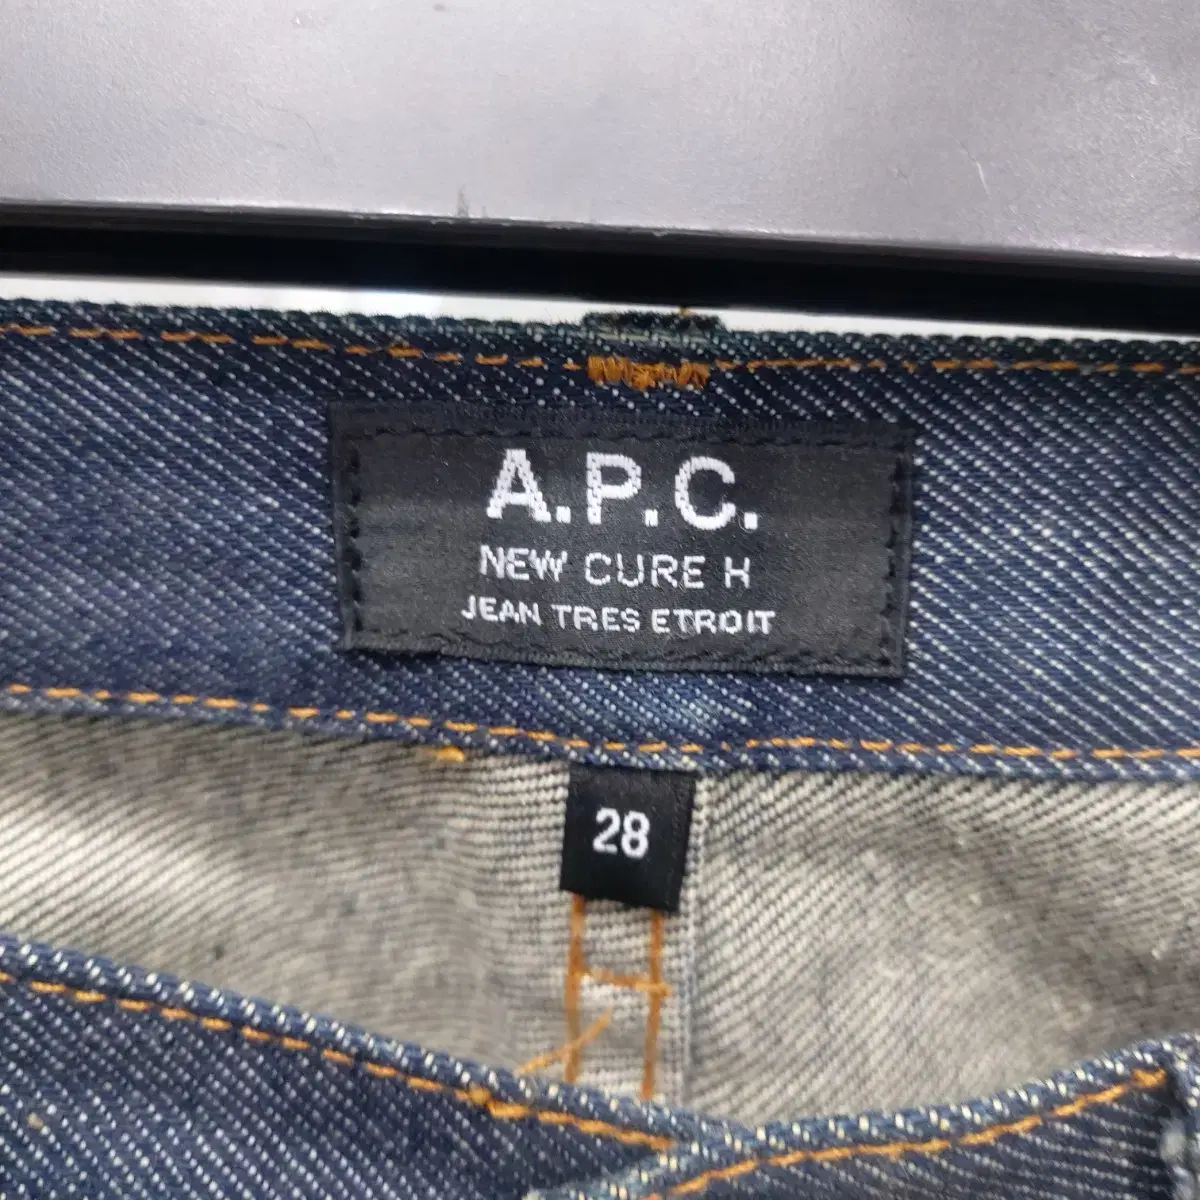 A.P.C.
NEW CURE H
JEAN TRES ETROIT
28